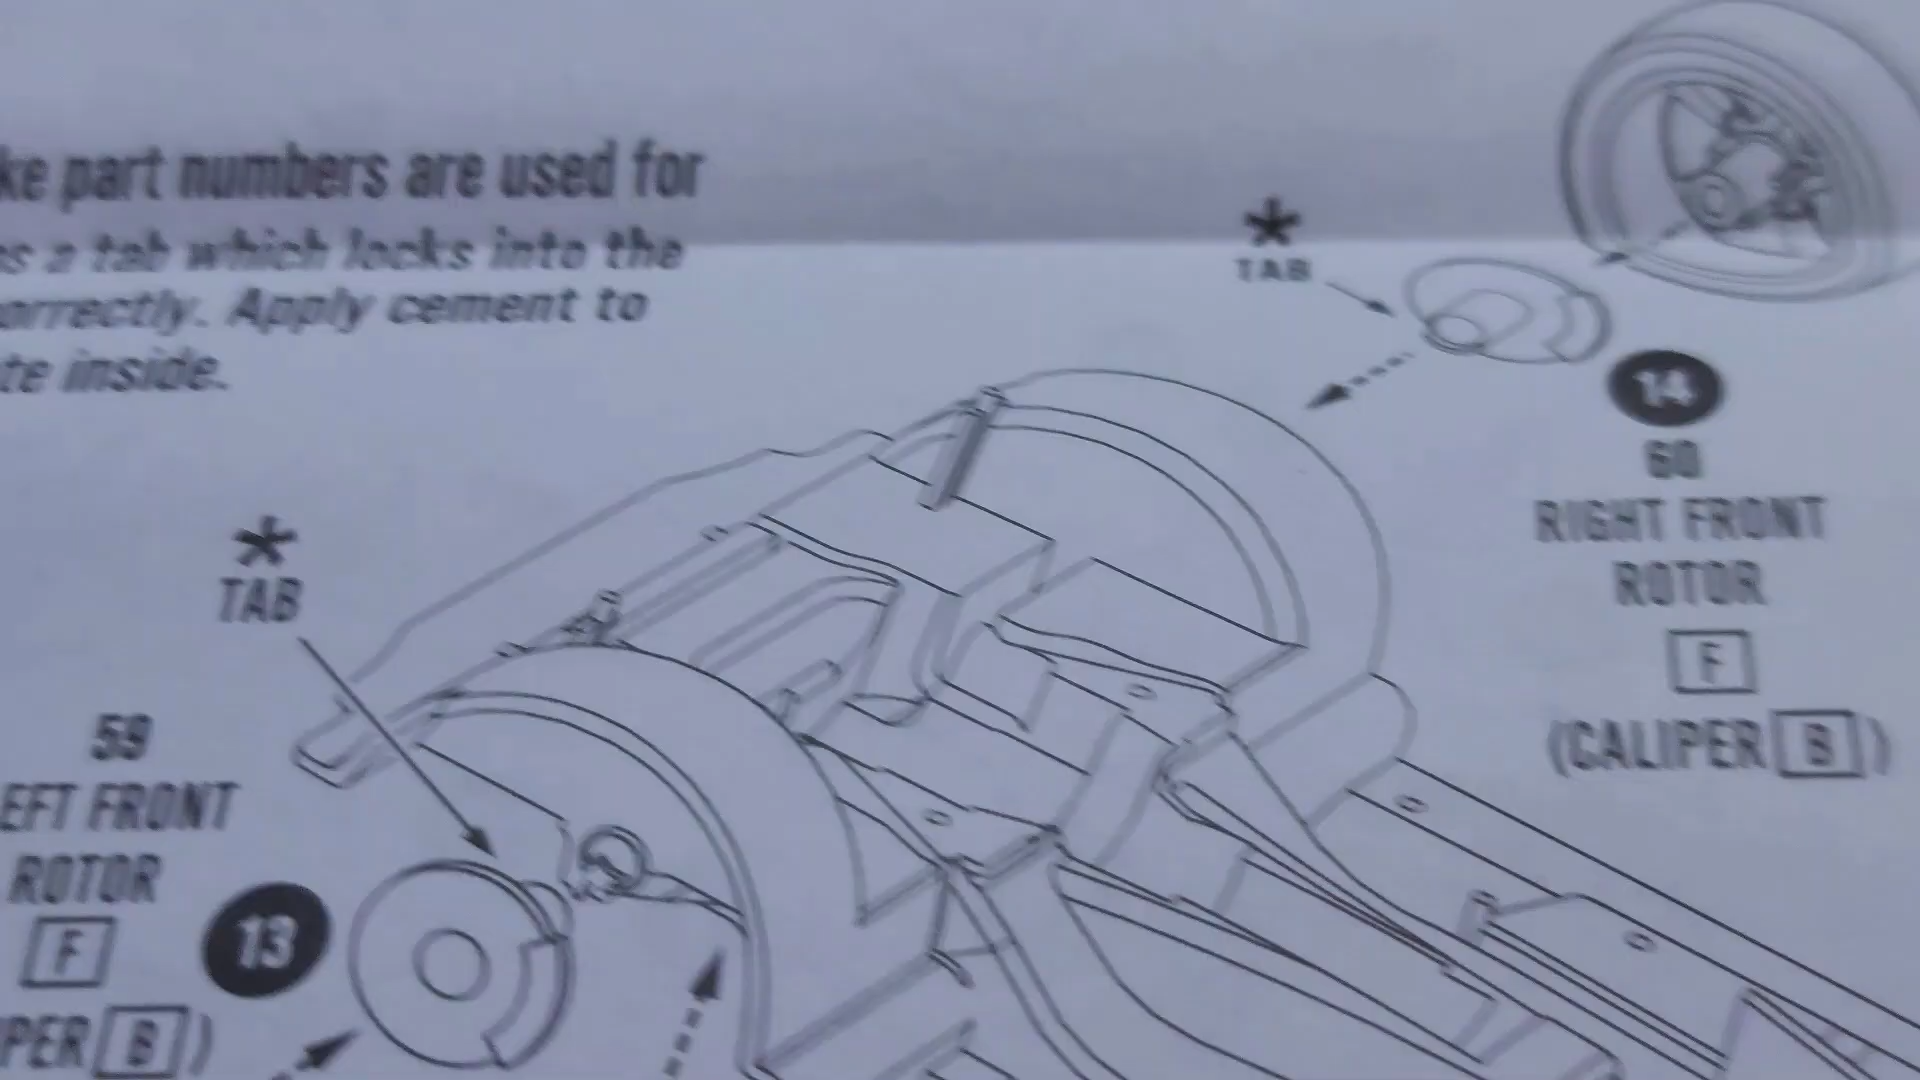 ke part numbers are used for
s a tab which locks into the
orrectly. Apply cement to
te inside.
*
TAB
14
60
RIGHT FRONT
ROTOR
F
(CALIPER B)
*
TAB
59
EFT FRONT
ROTOR
F
13
PER B)